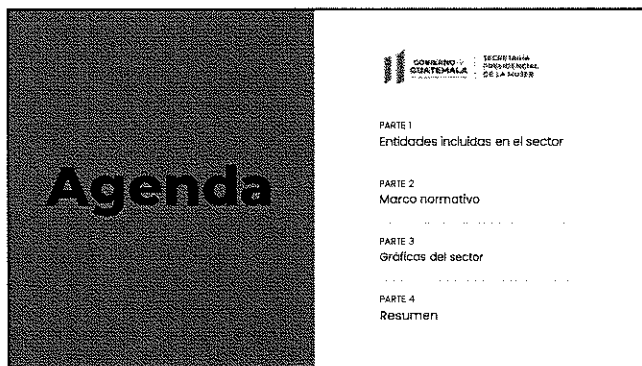 Agenda
GOBIERNO DE
GUATEMALA
SECRETARÍA
PRESIDENCIAL
DE LA MUJER
PARTE 1
Entidades incluidas en el sector
PARTE 2
Marco normativo
PARTE 3
Gráficas del sector
PARTE 4
Resumen